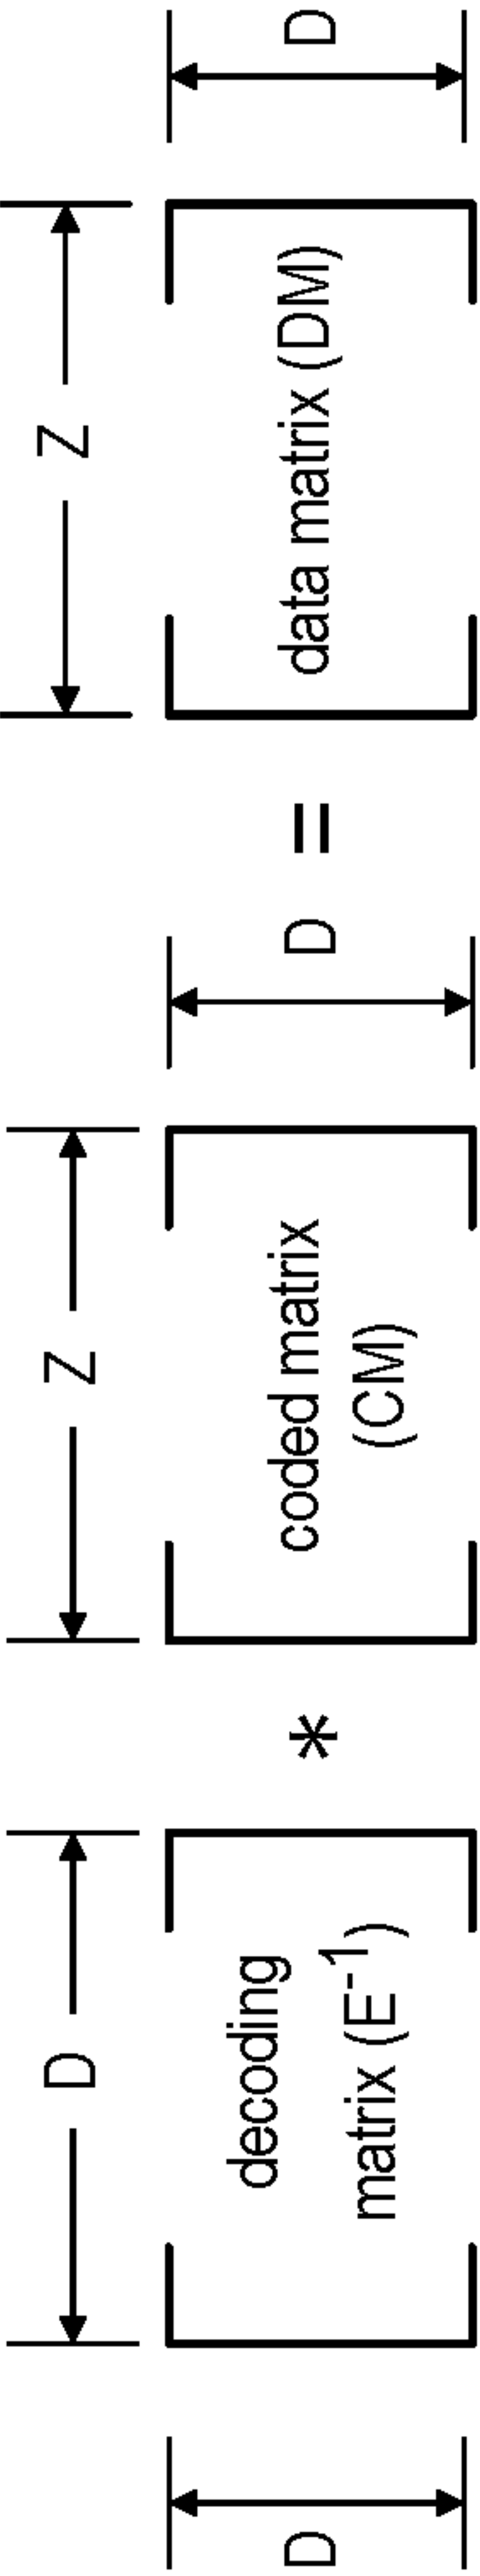 D
Z
Z
D
decoding
matrix (E⁻¹)
*
coded matrix
(CM)
D
=
data matrix (DM)
D